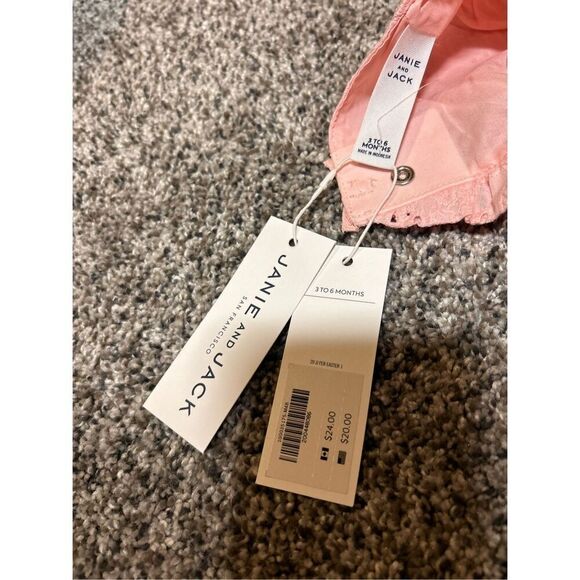 JANIE
AND
JACK
3 TO 6
MONTHS
MADE IN INDONESIA
JANIE AND JACK
SAN FRANCISCO
3 TO 6 MONTHS
200448286
$24.00
$20.00